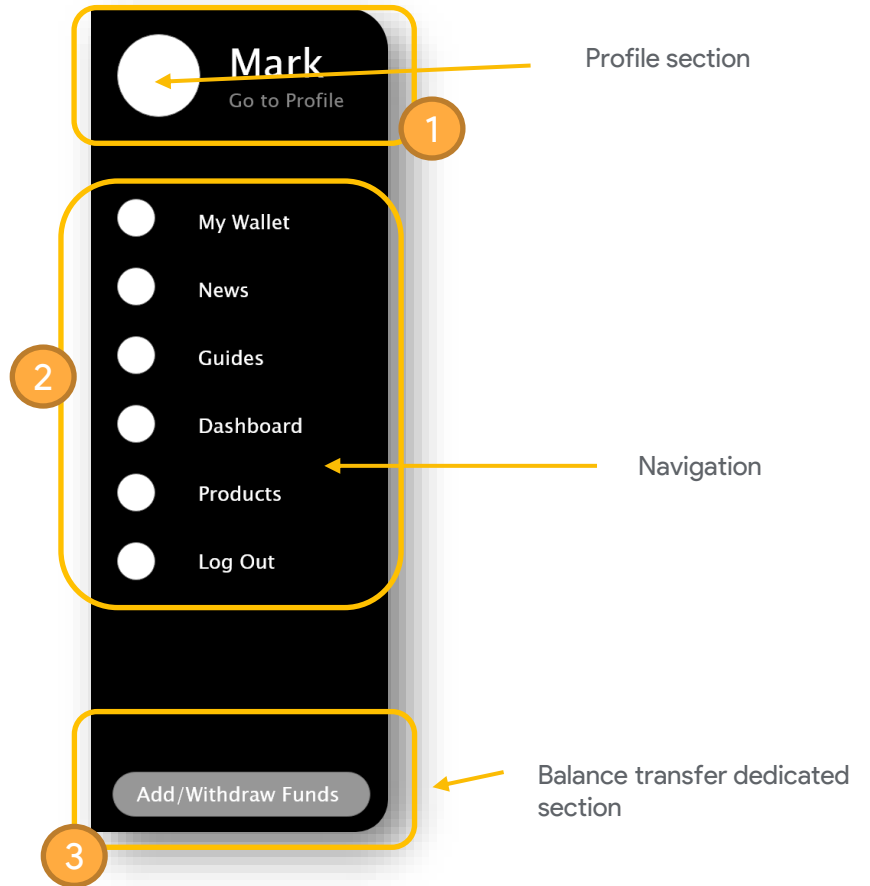 Mark
Go to Profile
Profile section
1
My Wallet
News
Guides
2
Dashboard
Navigation
Products
Log Out
Balance transfer dedicated
section
Add/Withdraw Funds
3